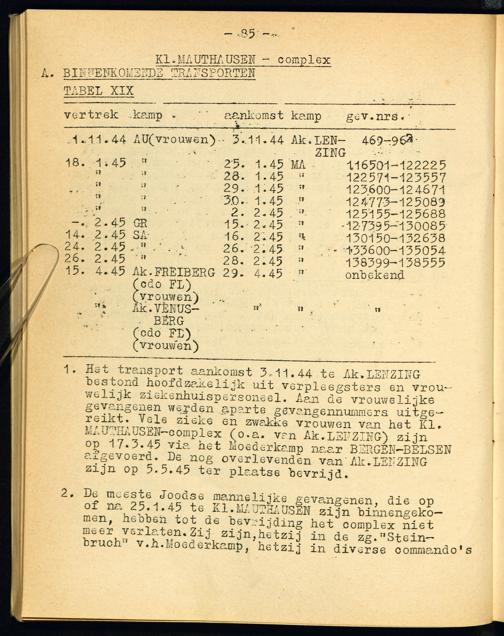 - 85 -
Kl.MAUTHAUSEN - complex
A. BINNENKOMENDE TRANSPORTEN
TABEL XIX
vertrek kamp aankomst kamp gev.nrs.
1.11.44 AU(vrouwen) 3.11.44 Ak.LEN- 469-96
ZING
18. 1.45 " 25. 1.45 MA 116501-122225
" " 28. 1.45 " 122571-123557
" " 29. 1.45 " 123600-124671
" " 30. 1.45 " 124773-125089
" " 2. 2.45 " 125155-125688
-. 2.45 GR 15. 2.45 " 127395-130085
14. 2.45 SA 16. 2.45 " 130150-132638
24. 2.45 " 26. 2.45 " 133600-135054
26. 2.45 " 28. 2.45 " 138399-138555
15. 4.45 Ak.FREIBERG 29. 4.45 " onbekend
(cdo FL)
(vrouwen)
" Ak.VENUS- " " "
BERG
(cdo FL)
(vrouwen)
1. Het transport aankomst 3.11.44 te Ak.LENZING
bestond hoofdzakelijk uit verpleegsters en vrou-
welijk ziekenhuispersoneel. Aan de vrouwelijke
gevangenen werden aparte gevangennummers uitge-
reikt. Vele zieke en zwakke vrouwen van het Kl.
MAUTHAUSEN-complex (o.a. van Ak.LENZING) zijn
op 17.3.45 via het Moederkamp naar BERGEN-BELSEN
afgevoerd. De nog overlevenden van Ak.LENZING
zijn op 5.5.45 ter plaatse bevrijd.
2. De meeste Joodse mannelijke gevangenen, die op
of na 25.1.45 te Kl.MAUTHAUSEN zijn binnengeko-
men, hebben tot de bevrijding het complex niet
meer verlaten.Zij zijn,hetzij in de zg."Stein-
bruch" v.h.Moederkamp, hetzij in diverse commando's